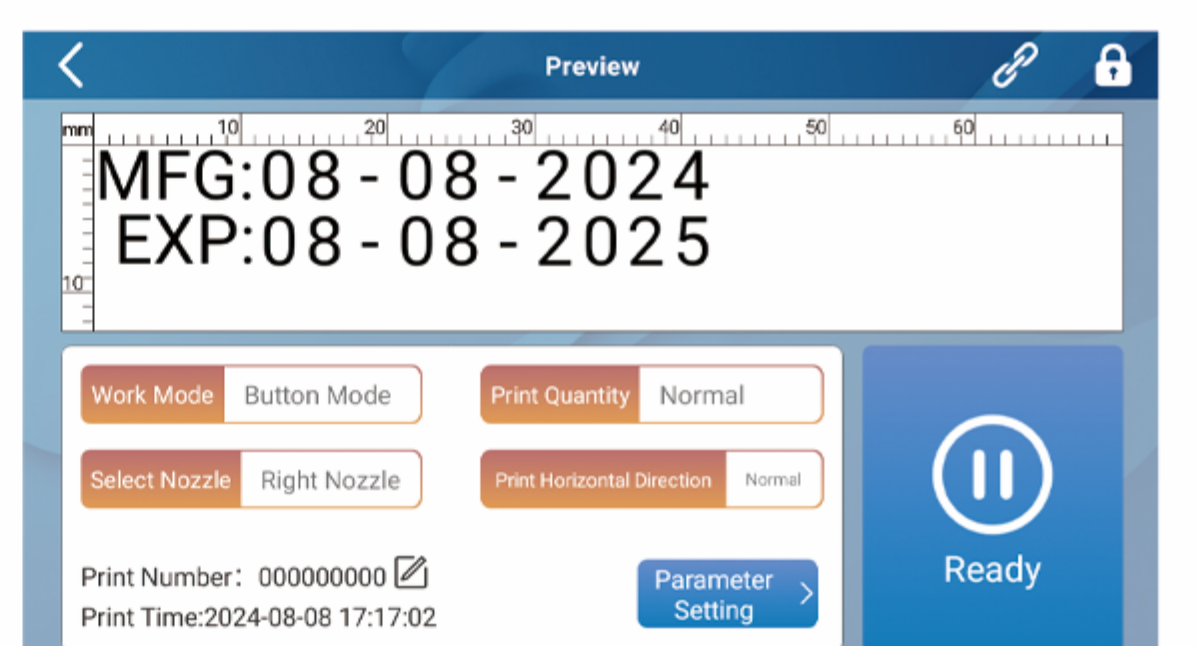 Preview
mm 10 20 30 40 50 60
MFG:08-08-2024
EXP:08-08-2025
10
Work Mode Button Mode Print Quantity Normal
Select Nozzle Right Nozzle Print Horizontal Direction Normal
Ready
Print Number: 000000000
Parameter
Setting
Print Time:2024-08-08 17:17:02